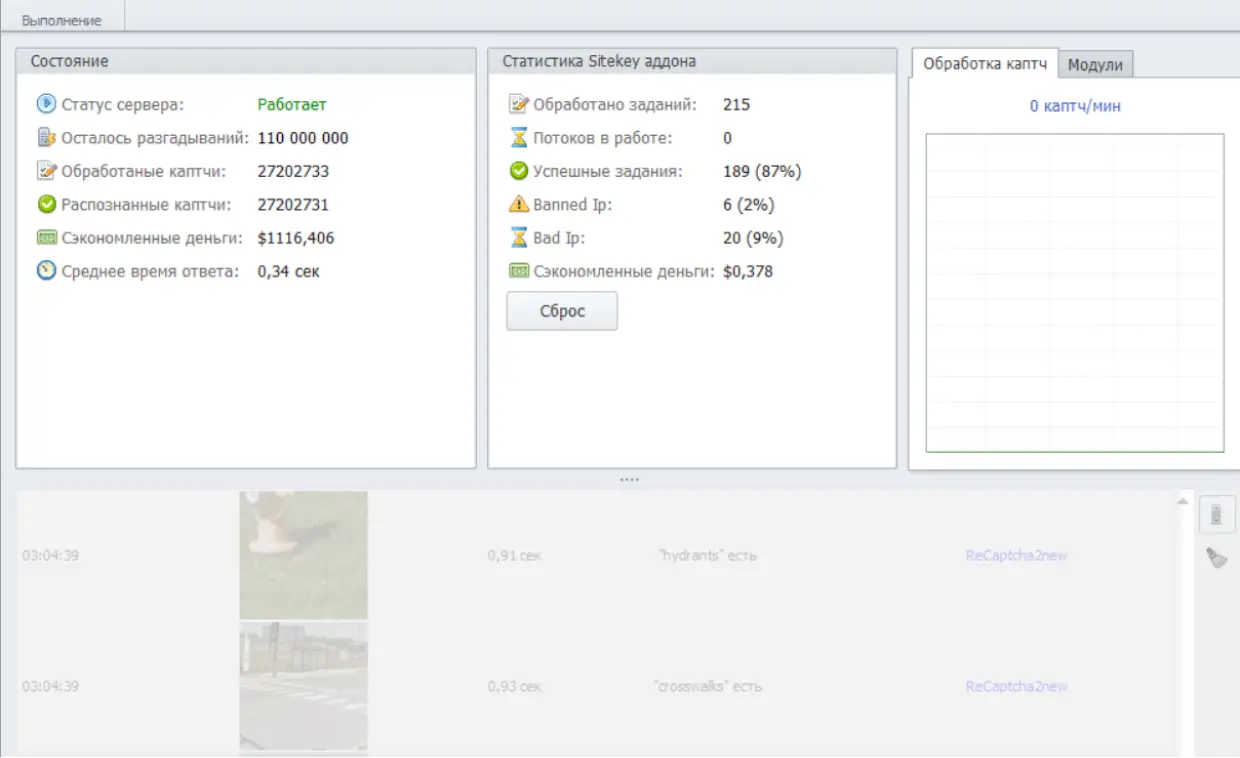 Выполнение
Состояние
Статус сервера: Работает
Осталось разгадываний: 110 000 000
Обработаные каптчи: 27202733
Распознанные каптчи: 27202731
Сэкономленные деньги: $1116,406
Среднее время ответа: 0,34 сек
Статистика Sitekey аддона
Обработано заданий: 215
Потоков в работе: 0
Успешные задания: 189 (87%)
Banned Ip: 6 (2%)
Bad Ip: 20 (9%)
Сэкономленные деньги: $0,378
Сброс
Обработка каптч Модули
0 каптч/мин
03:04:39 0,91 сек "hydrants" есть ReCaptcha2new
03:04:39 0,93 сек "crosswalks" есть ReCaptcha2new